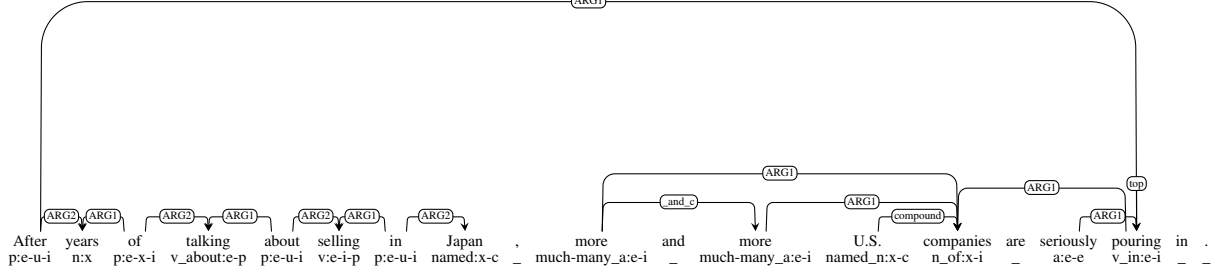 ARG1
ARG1
_and_c ARG1 ARG1 top
ARG2 ARG1 ARG2 ARG1 ARG2 ARG1 ARG2 compound ARG1
After years of talking about selling in Japan , more and more U.S. companies are seriously pouring in .
p:e-u-i n:x p:e-x-i v_about:e-p p:e-u-i v:e-i-p p:e-u-i named:x-c _ much-many_a:e-i _ much-many_a:e-i named_n:x-c n_of:x-i _ a:e-e v_in:e-i _ _